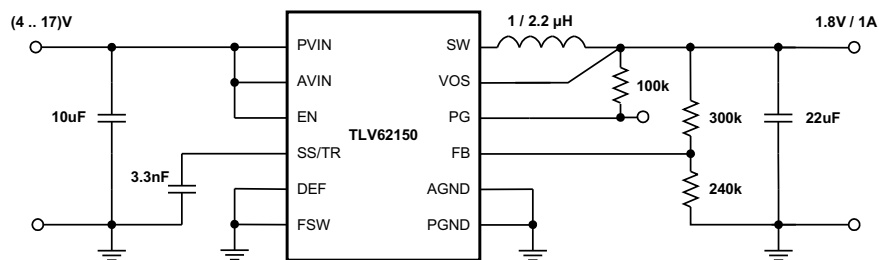 (4 .. 17)V
1 / 2.2 µH
1.8V / 1A
PVIN
SW
AVIN
VOS
100k
10uF
EN
PG
300k
22uF
TLV62150
SS/TR
FB
3.3nF
DEF
AGND
240k
FSW
PGND